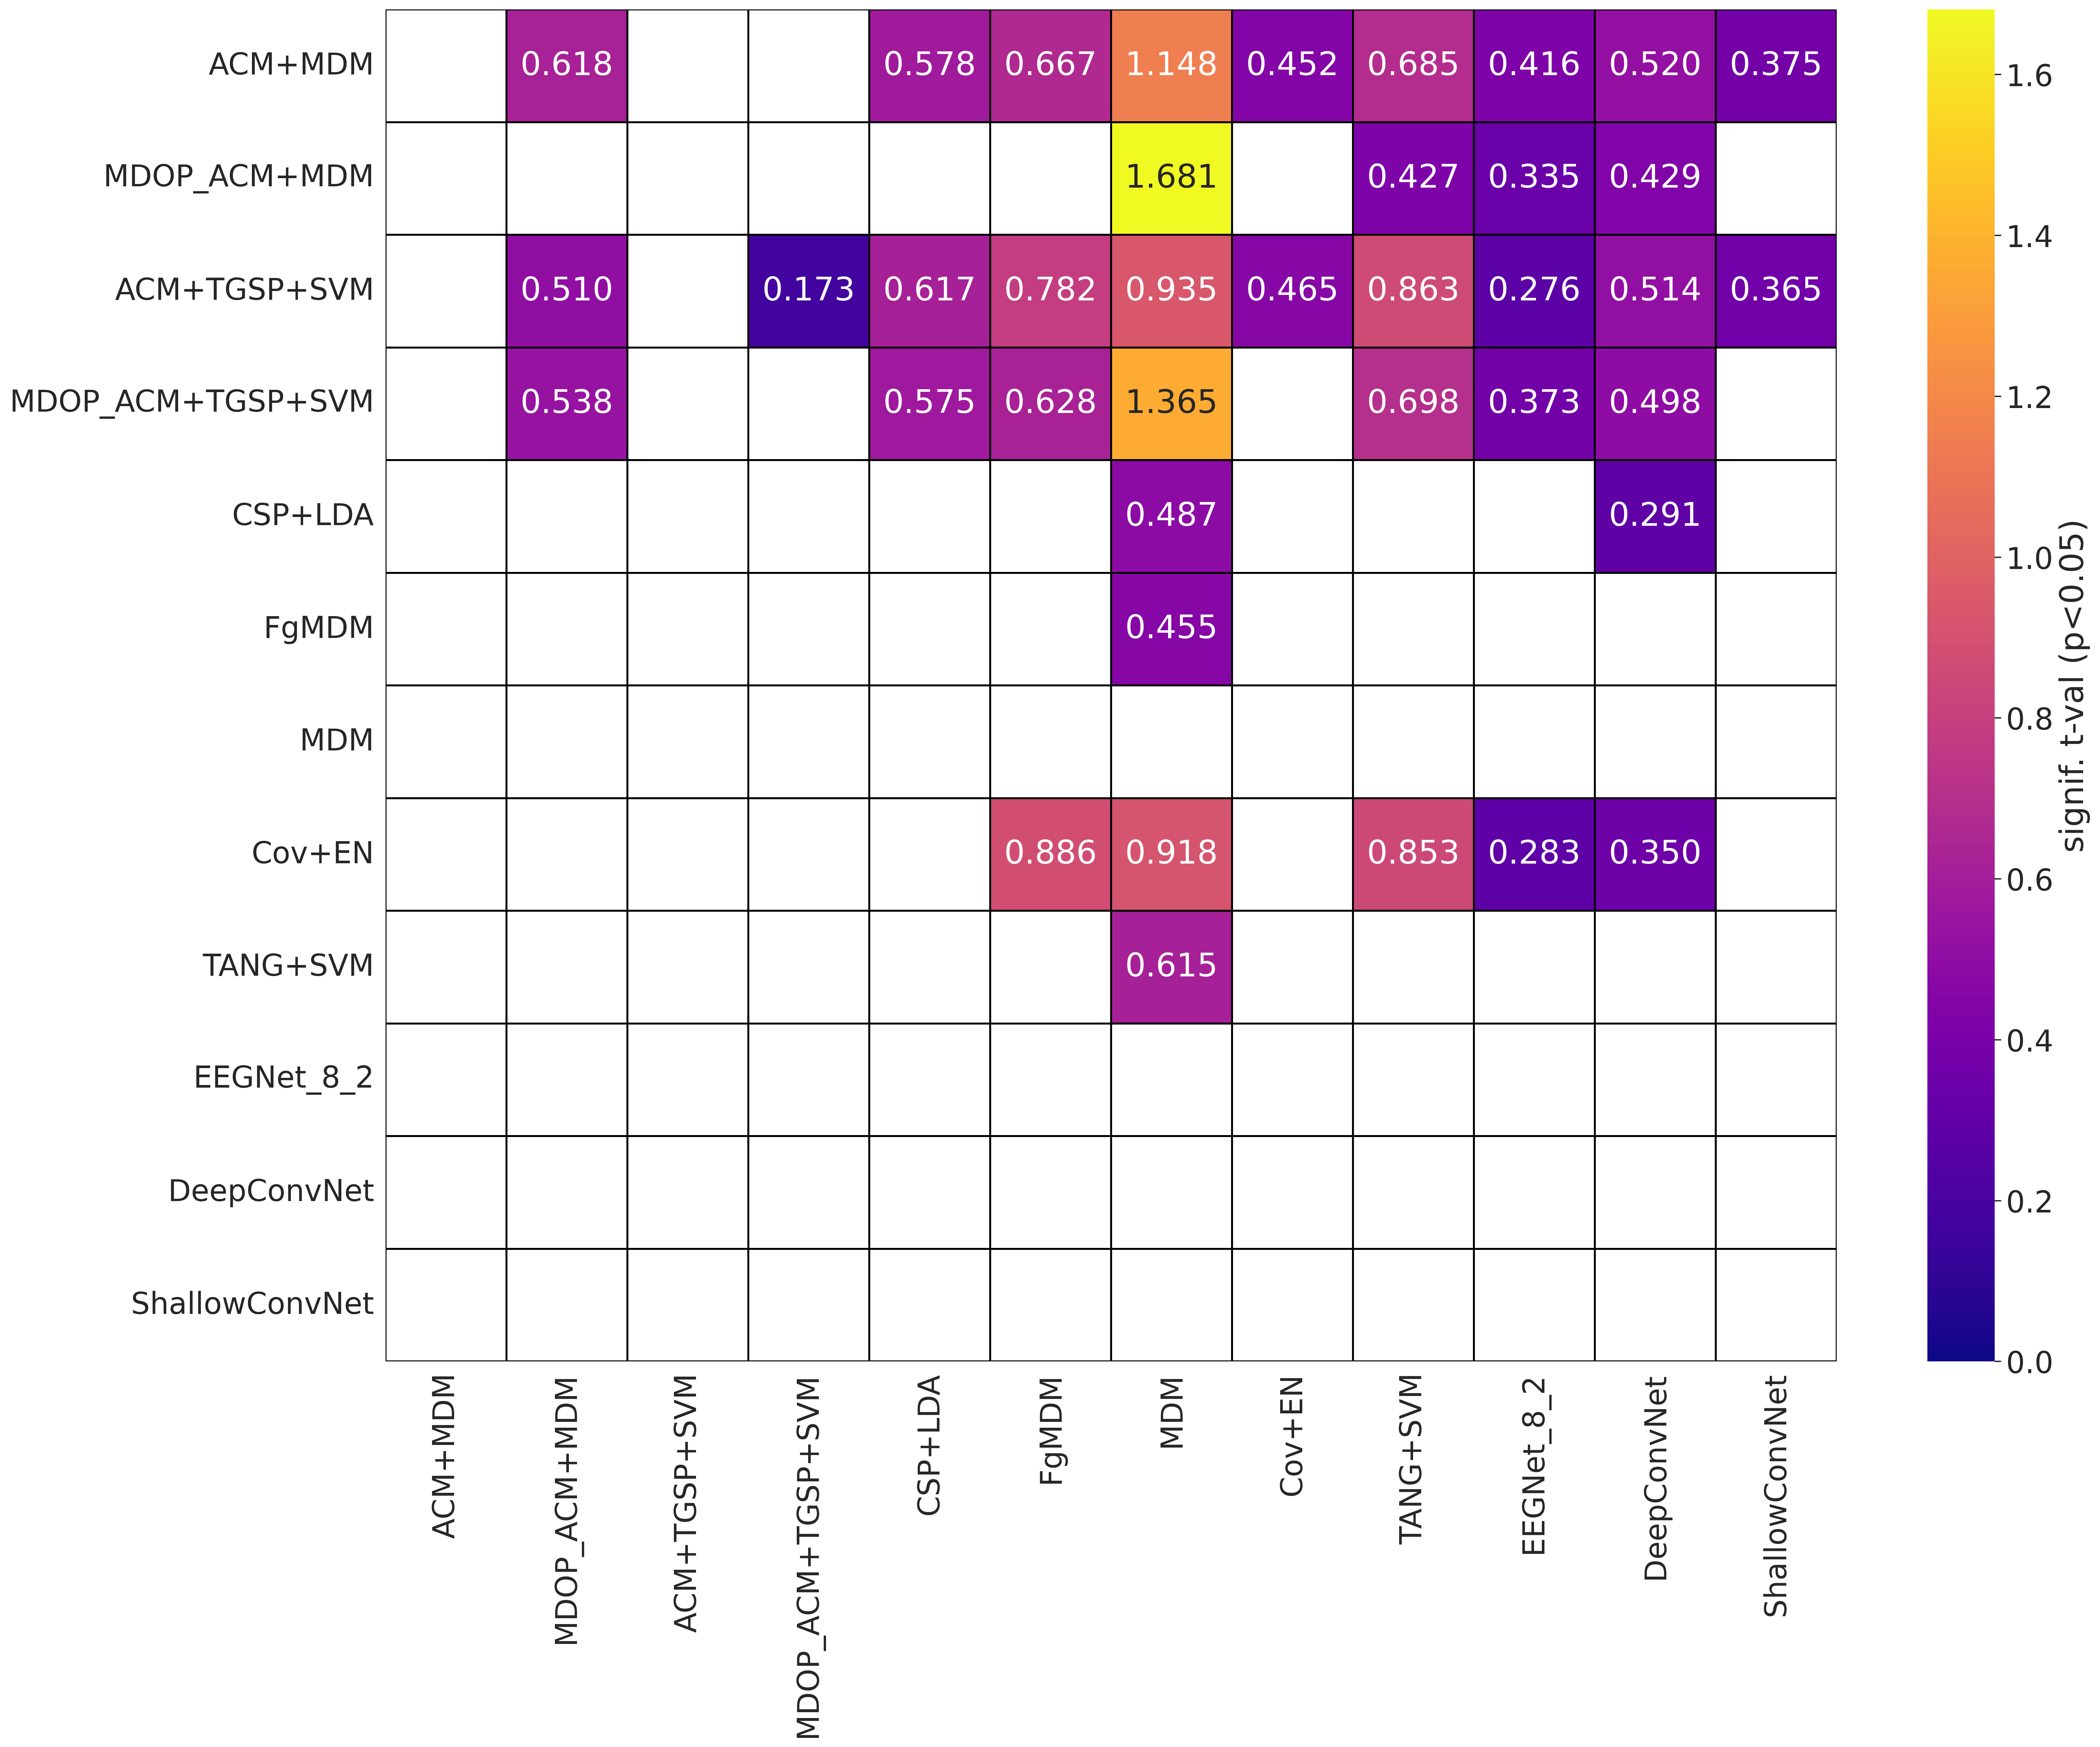 ACM+MDM 0.618 0.578 0.667 1.148 0.452 0.685 0.416 0.520 0.375
MDOP_ACM+MDM 1.681 0.427 0.335 0.429
ACM+TGSP+SVM 0.510 0.173 0.617 0.782 0.935 0.465 0.863 0.276 0.514 0.365
MDOP_ACM+TGSP+SVM 0.538 0.575 0.628 1.365 0.698 0.373 0.498
CSP+LDA 0.487 0.291
FgMDM 0.455
MDM
Cov+EN 0.886 0.918 0.853 0.283 0.350
TANG+SVM 0.615
EEGNet_8_2
DeepConvNet
ShallowConvNet
ACM+MDM
MDOP_ACM+MDM
ACM+TGSP+SVM
MDOP_ACM+TGSP+SVM
CSP+LDA
FgMDM
MDM
Cov+EN
TANG+SVM
EEGNet_8_2
DeepConvNet
ShallowConvNet
1.6
1.4
1.2
1.0
0.8
0.6
0.4
0.2
0.0
signif. t-val (p<0.05)